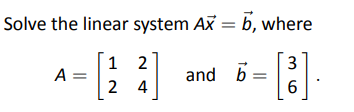 Solve the linear system Ax⃗ = b⃗, where
A = [1 2
2 4] and b⃗ = [3
6].